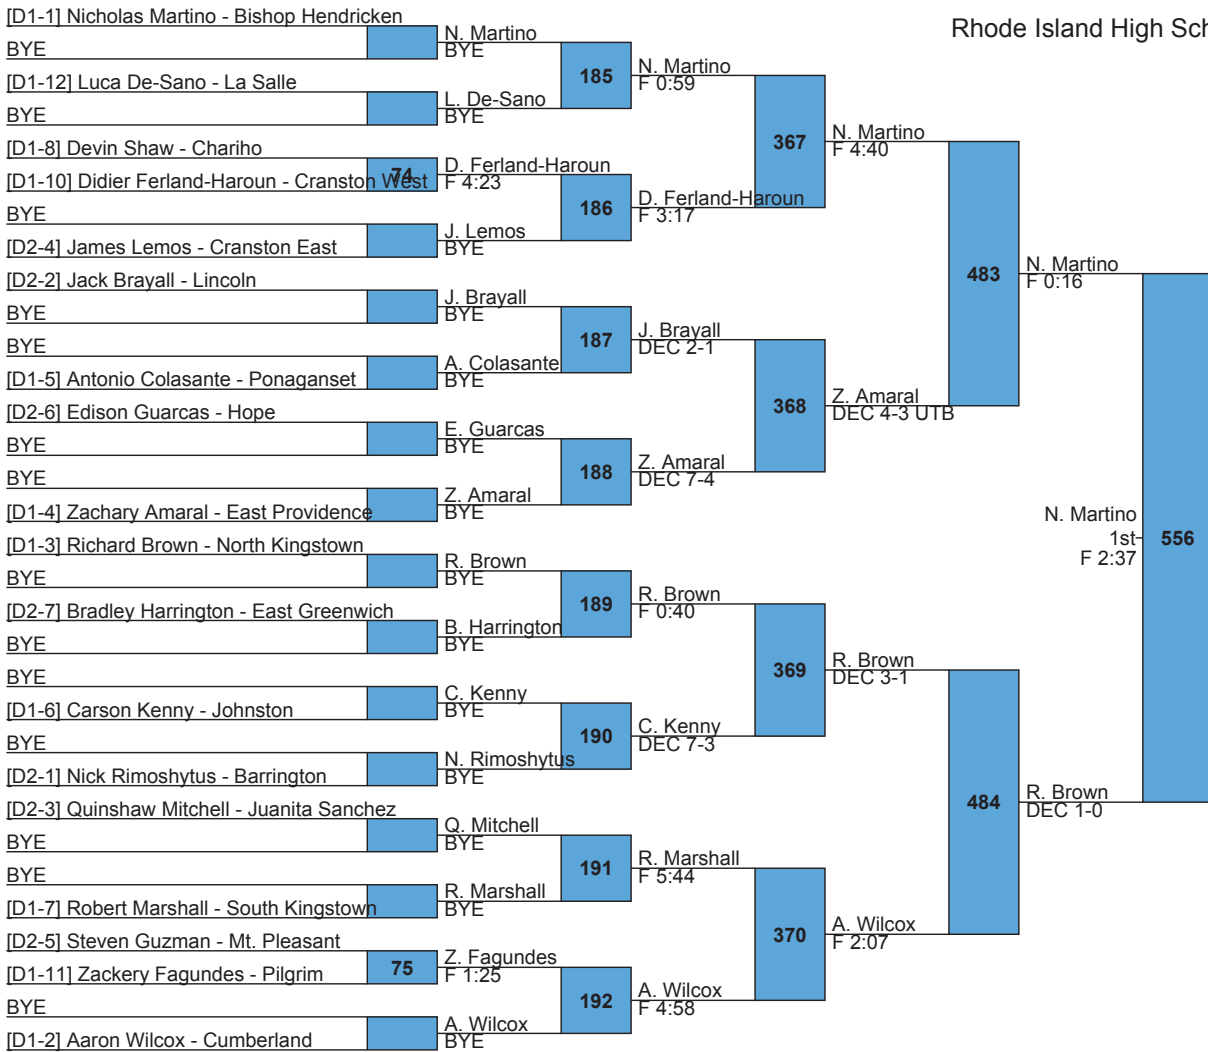 [D1-1] Nicholas Martino - Bishop Hendricken
BYE
[D1-12] Luca De-Sano - La Salle
BYE
[D1-8] Devin Shaw - Chariho
[D1-10] Didier Ferland-Haroun - Cranston West
BYE
[D2-4] James Lemos - Cranston East
[D2-2] Jack Brayall - Lincoln
BYE
BYE
[D1-5] Antonio Colasante - Ponaganset
[D2-6] Edison Guarcas - Hope
BYE
BYE
[D1-4] Zachary Amaral - East Providence
[D1-3] Richard Brown - North Kingstown
BYE
[D2-7] Bradley Harrington - East Greenwich
BYE
BYE
[D1-6] Carson Kenny - Johnston
BYE
[D2-1] Nick Rimoshytus - Barrington
[D2-3] Quinshaw Mitchell - Juanita Sanchez
BYE
BYE
[D1-7] Robert Marshall - South Kingstown
[D2-5] Steven Guzman - Mt. Pleasant
[D1-11] Zackery Fagundes - Pilgrim
BYE
[D1-2] Aaron Wilcox - Cumberland
74
75
N. Martino
BYE
L. De-Sano
BYE
D. Ferland-Haroun
F 4:23
J. Lemos
BYE
J. Brayall
BYE
A. Colasante
BYE
E. Guarcas
BYE
Z. Amaral
BYE
R. Brown
BYE
B. Harrington
BYE
C. Kenny
BYE
N. Rimoshytus
BYE
Q. Mitchell
BYE
R. Marshall
BYE
Z. Fagundes
F 1:25
A. Wilcox
BYE
185
186
187
188
189
190
191
192
N. Martino
F 0:59
D. Ferland-Haroun
F 3:17
J. Brayall
DEC 2-1
Z. Amaral
DEC 7-4
R. Brown
F 0:40
C. Kenny
DEC 7-3
R. Marshall
F 5:44
A. Wilcox
F 4:58
367
368
369
370
N. Martino
F 4:40
Z. Amaral
DEC 4-3 UTB
R. Brown
DEC 3-1
A. Wilcox
F 2:07
483
484
Rhode Island High Sch
N. Martino
F 0:16
R. Brown
DEC 1-0
N. Martino
1st
F 2:37
556